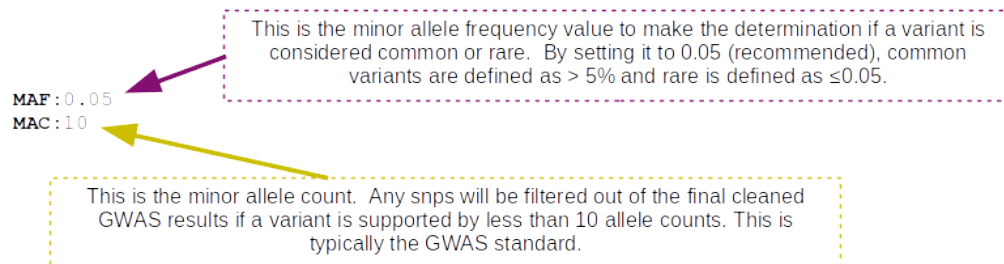 This is the minor allele frequency value to make the determination if a variant is
considered common or rare.  By setting it to 0.05 (recommended), common
variants are defined as > 5% and rare is defined as ≤0.05.
MAF:0.05
MAC:10
This is the minor allele count.  Any snps will be filtered out of the final cleaned
GWAS results if a variant is supported by less than 10 allele counts. This is
typically the GWAS standard.